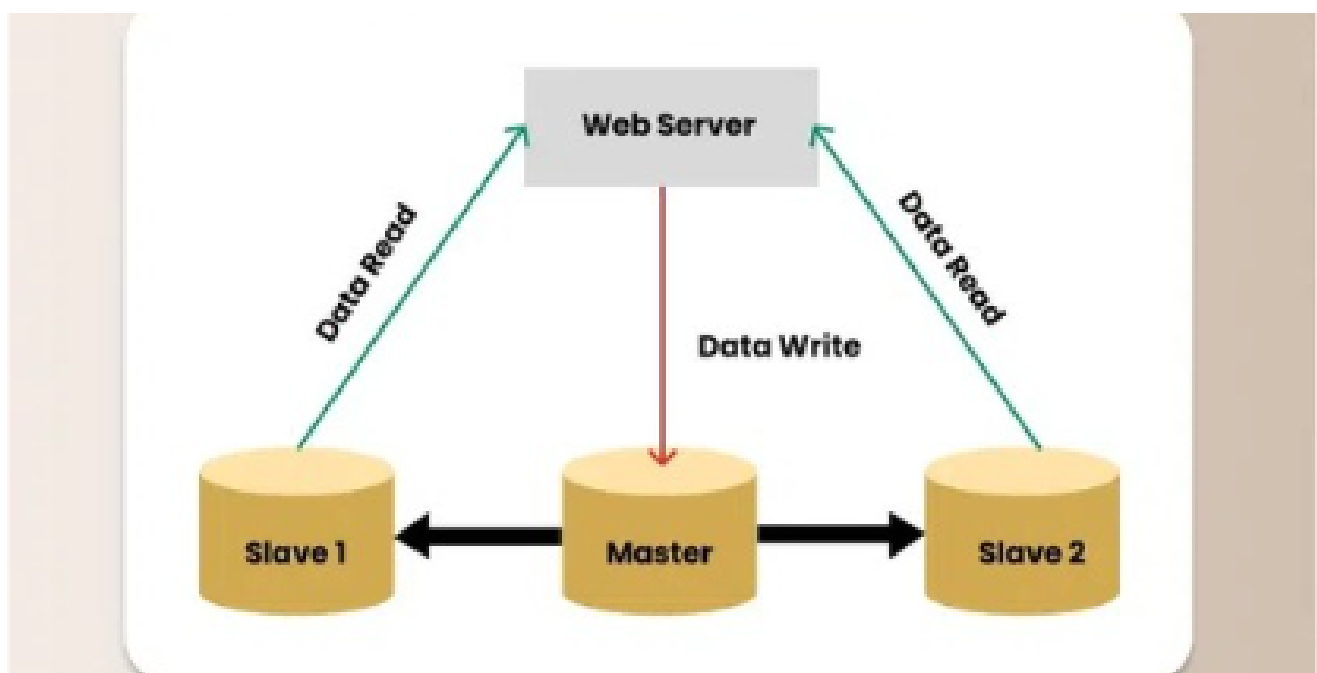 Web Server
Data Read
Data Read
Data Write
Slave 1
Master
Slave 2